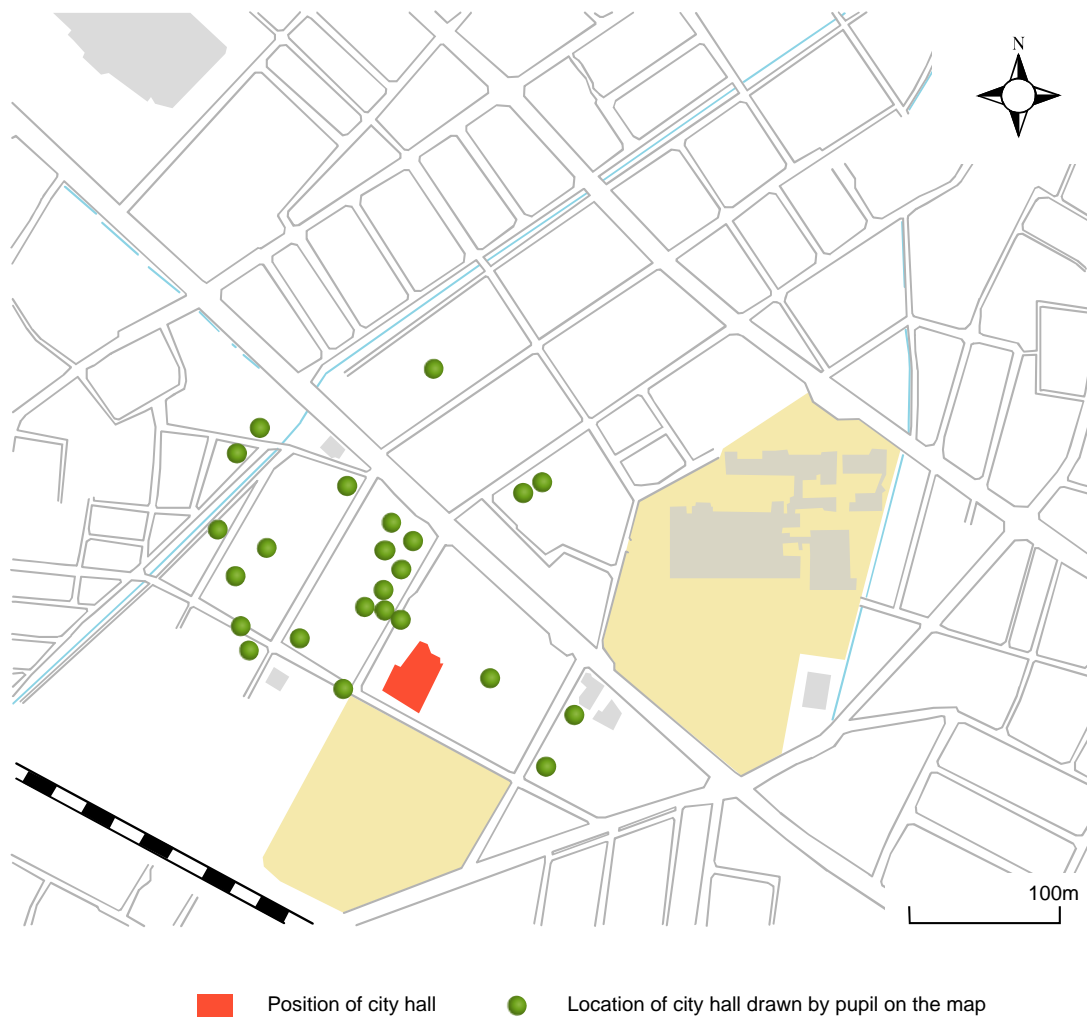 N
100m
Position of city hall
Location of city hall drawn by pupil on the map